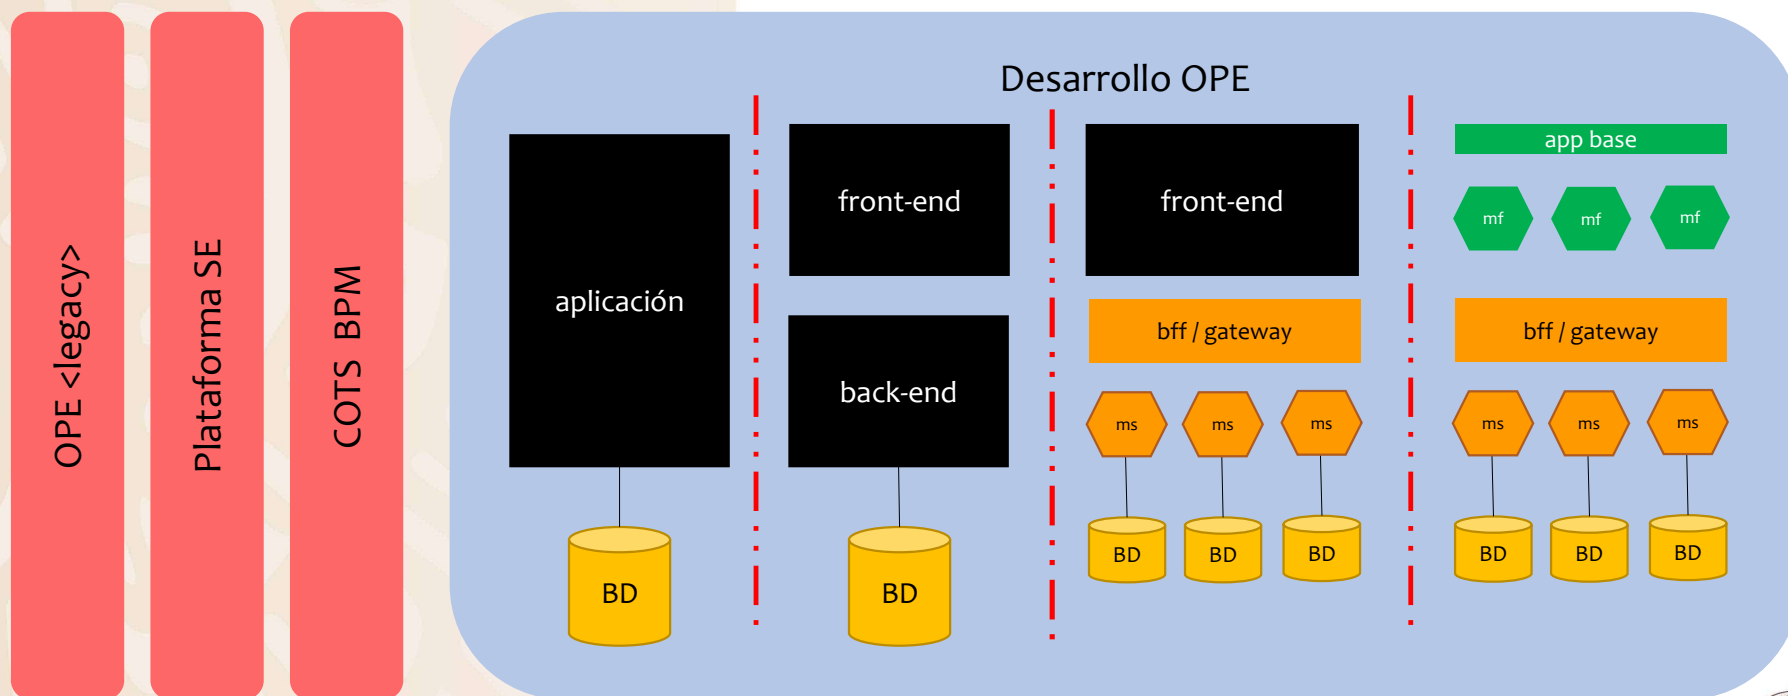 OPE <legacy>
Plataforma SE
COTS BPM
Desarrollo OPE
aplicación
BD
front-end
back-end
BD
front-end
bff / gateway
ms
ms
ms
BD
BD
BD
app base
mf
mf
mf
bff / gateway
ms
ms
ms
BD
BD
BD